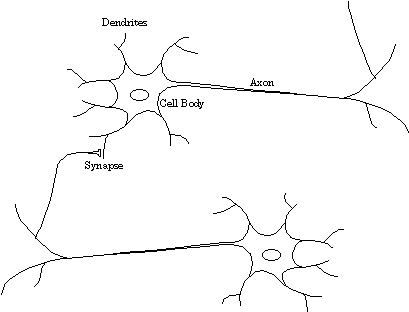 Dendrites
Axon
Cell Body
Synapse